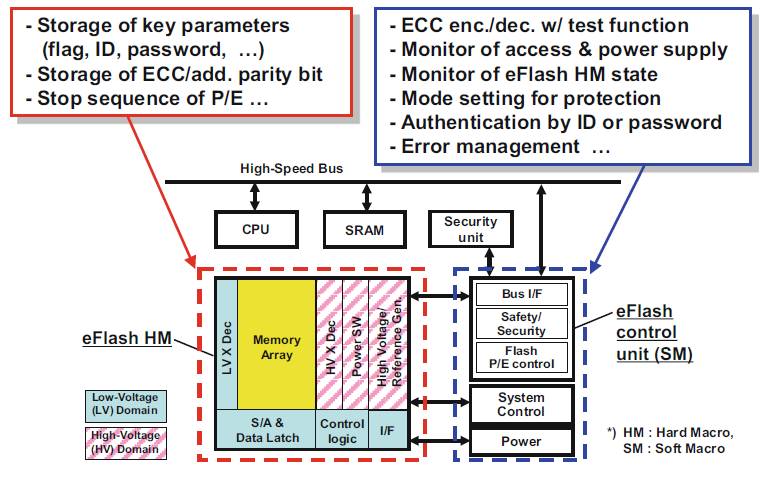 - Storage of key parameters
(flag, ID, password, …)
- Storage of ECC/add. parity bit
- Stop sequence of P/E …
- ECC enc./dec. w/ test function
- Monitor of access & power supply
- Monitor of eFlash HM state
- Mode setting for protection
- Authentication by ID or password
- Error management …
High-Speed Bus
CPU
SRAM
Security
unit
eFlash HM
LV X Dec
Memory
Array
HV X Dec
Power SW
High Voltage/
Reference Gen.
S/A &
Data Latch
Control
logic
I/F
Bus I/F
Safety/
Security
Flash
P/E control
System
Control
Power
eFlash
control
unit (SM)
Low-Voltage
(LV) Domain
High-Voltage
(HV) Domain
*) HM : Hard Macro,
SM : Soft Macro